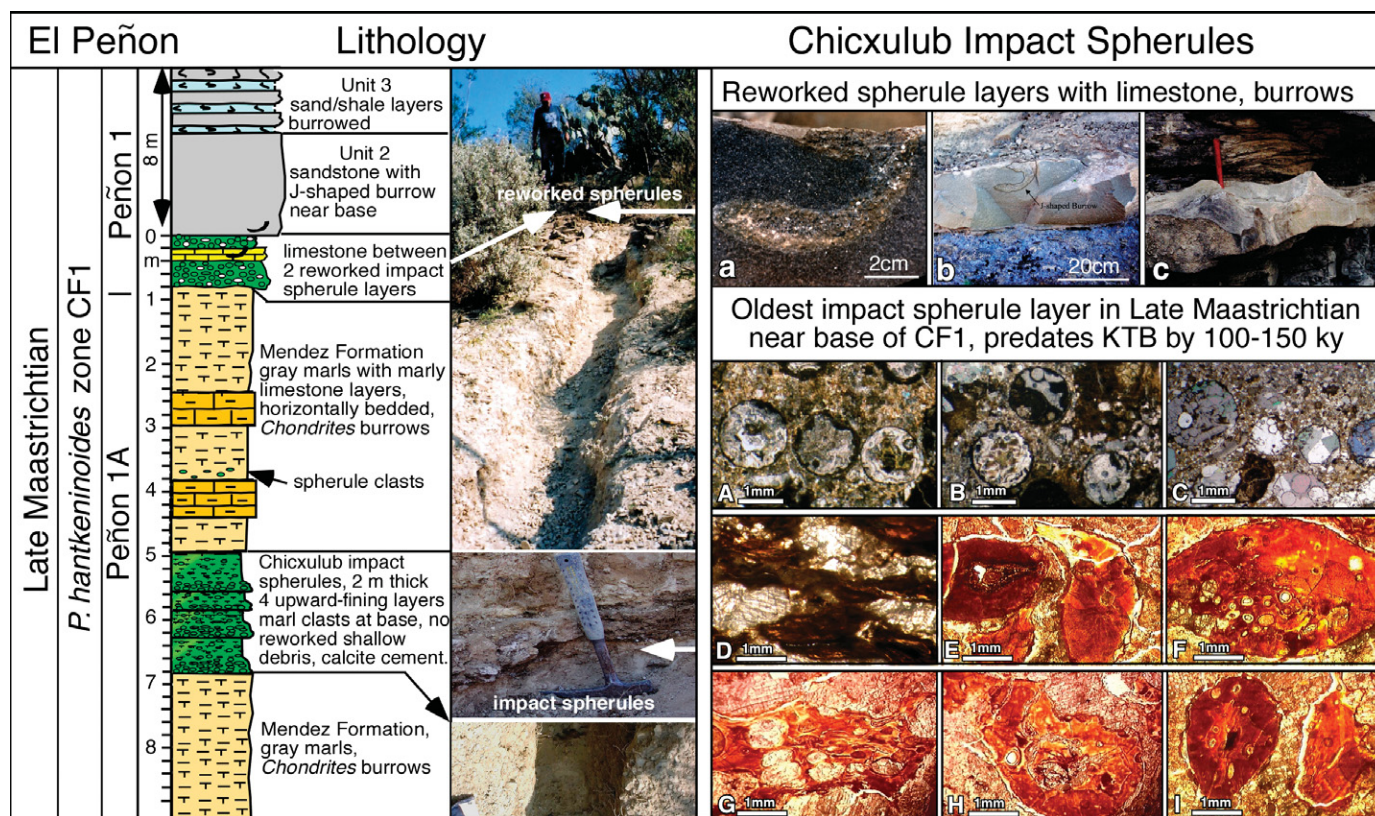 El Peñon
Lithology
Chicxulub Impact Spherules
Late Maastrichtian
P. hantkeninoides zone CF1
Peñon 1
Peñon 1A
8 m
0
m
1
2
3
4
5
6
7
8
Unit 3
sand/shale layers
burrowed
Unit 2
sandstone with
J-shaped burrow
near base
limestone between
2 reworked impact
spherule layers
Mendez Formation
gray marls with marly
limestone layers,
horizontally bedded,
Chondrites burrows
spherule clasts
Chicxulub impact
spherules, 2 m thick
4 upward-fining layers
marl clasts at base, no
reworked shallow
debris, calcite cement.
Mendez Formation,
gray marls,
Chondrites burrows
reworked spherules
impact spherules
Reworked spherule layers with limestone, burrows
a
2cm
J-shaped Burrow
b
20cm
c
Oldest impact spherule layer in Late Maastrichtian
near base of CF1, predates KTB by 100-150 ky
A
1mm
B
1mm
C
1mm
D
1mm
E
1mm
F
1mm
G
1mm
H
1mm
I
1mm